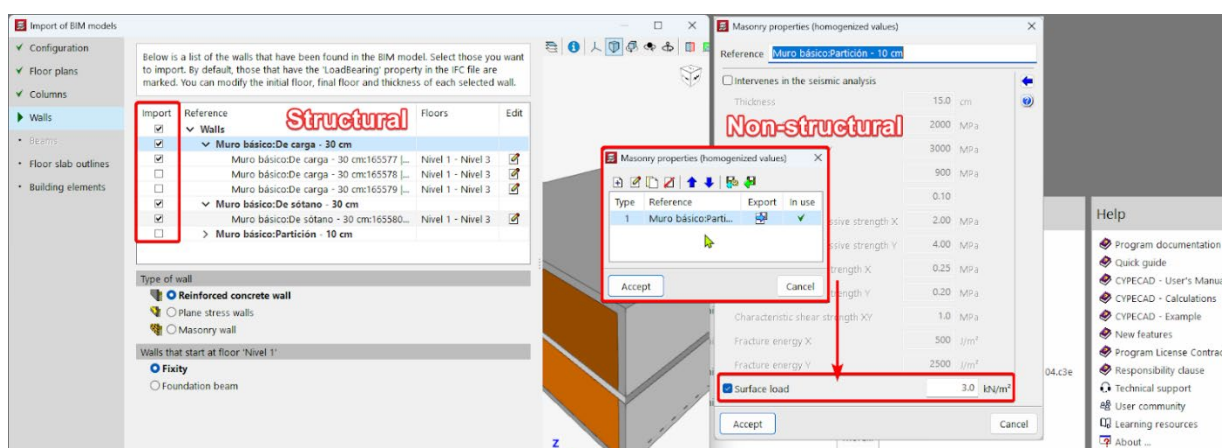 Import of BIM models
Configuration
Floor plans
Columns
Walls
Beams
Floor slab outlines
Building elements
Below is a list of the walls that have been found in the BIM model. Select those you want
to import. By default, those that have the 'LoadBearing' property in the IFC file are
marked. You can modify the initial floor, final floor and thickness of each selected wall.
Import Reference Structural Floors Edit
Walls
Muro básico:De carga - 30 cm
Muro básico:De carga - 30 cm:165577 |... Nivel 1 - Nivel 3
Muro básico:De carga - 30 cm:165578 |... Nivel 1 - Nivel 3
Muro básico:De carga - 30 cm:165579 |... Nivel 1 - Nivel 3
Muro básico:De sótano - 30 cm
Muro básico:De sótano - 30 cm:165580... Nivel 1 - Nivel 3
Muro básico:Partición - 10 cm
Type of wall
Reinforced concrete wall
Plane stress walls
Masonry wall
Walls that start at floor 'Nivel 1'
Fixity
Foundation beam
Z
Masonry properties (homogenized values)
Reference Muro básico:Partición - 10 cm
Intervenes in the seismic analysis
Thickness 15.0 cm
Non-structural 2000 MPa
3000 MPa
900 MPa
0.10
ssive strength X 2.00 MPa
ssive strength Y 4.00 MPa
trength X 0.25 MPa
trength Y 0.20 MPa
Characteristic shear strength XY 1.0 MPa
Fracture energy X 500 J/m²
Fracture energy Y 2500 J/m²
Surface load 3.0 kN/m²
Accept Cancel
Masonry properties (homogenized values)
Type Reference Export In use
1 Muro básico:Parti...
Accept Cancel
04.c3e
Help
Program documentation
Quick guide
CYPECAD - User's Manua
CYPECAD - Calculations
CYPECAD - Example
New features
Program License Contrac
Responsibility clause
Technical support
User community
Learning resources
About ...